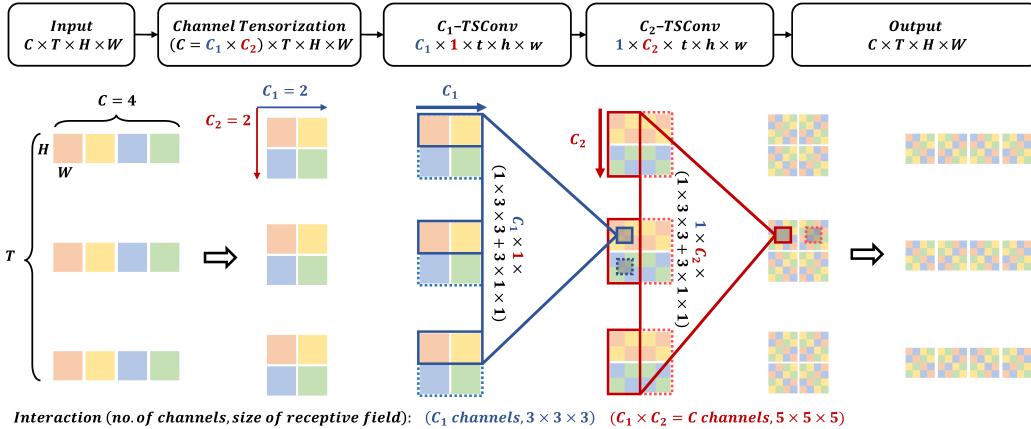 Input
C × T × H × W
Channel Tensorization
(C = C₁ × C₂) × T × H × W
C₁-TSConv
C₁ × 1 × t × h × w
C₂-TSConv
1 × C₂ × t × h × w
Output
C × T × H × W
C = 4
H
W
T
C₁ = 2
C₂ = 2
C₁
C₁ × 1 ×
(1 × 3 × 3 + 3 × 1 × 1)
C₂
1 × C₂ ×
(1 × 3 × 3 + 3 × 1 × 1)
Interaction (no. of channels, size of receptive field): (C₁ channels, 3 × 3 × 3) (C₁ × C₂ = C channels, 5 × 5 × 5)